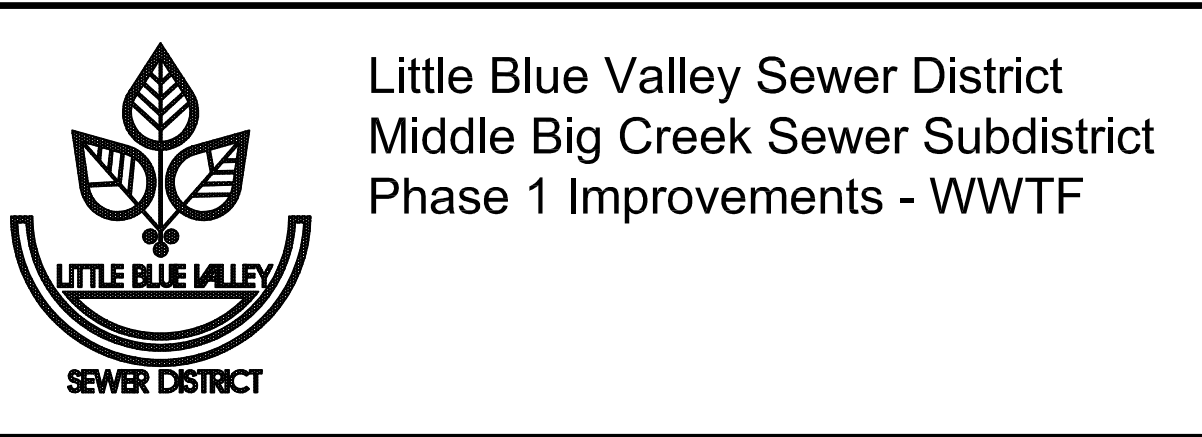 Little Blue Valley Sewer District
Middle Big Creek Sewer Subdistrict
Phase 1 Improvements - WWTF
LITTLE BLUE VALLEY
SEWER DISTRICT